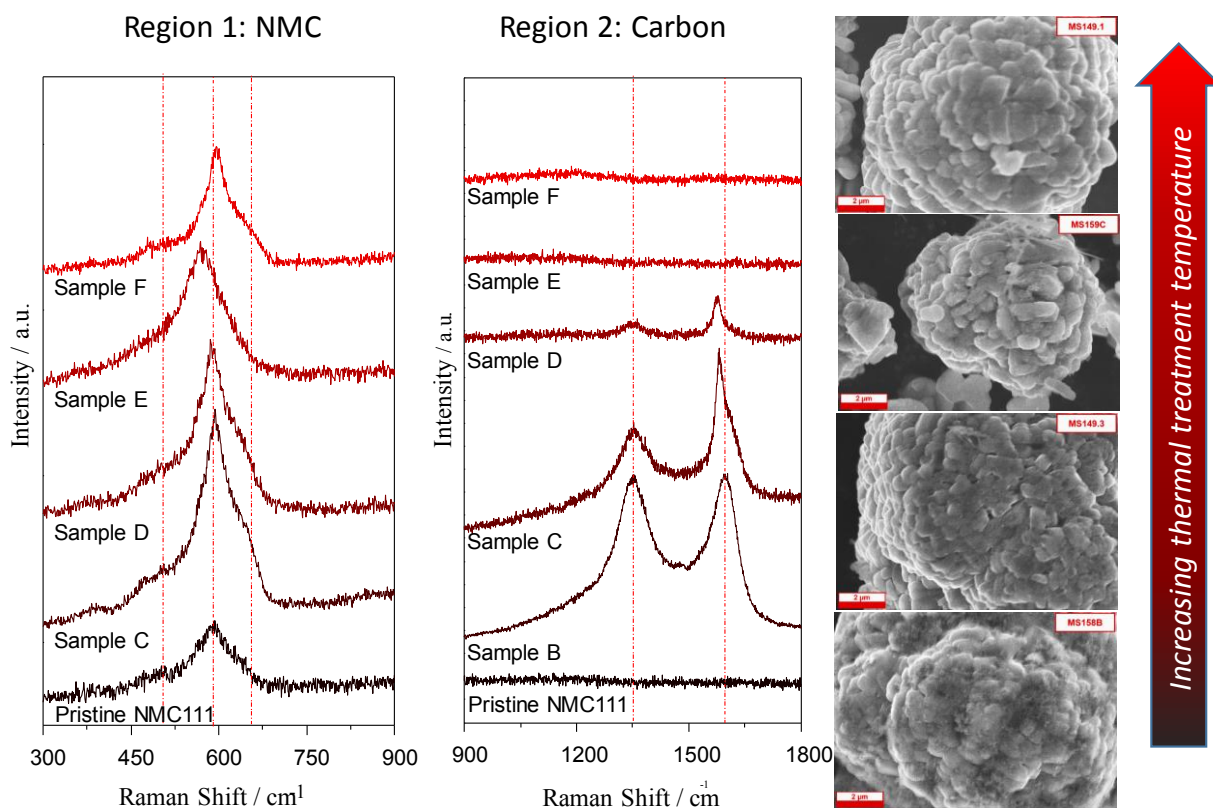 Region 1: NMC
Intensity / a.u.
Sample F
Sample E
Sample D
Sample C
Pristine NMC111
300
450
600
750
900
Raman Shift / cm1
Region 2: Carbon
Intensity / a.u.
Sample F
Sample E
Sample D
Sample C
Sample B
Pristine NMC111
900
1200
1500
1800
Raman Shift / cm-1
MS149.1
2 µm
MS159C
2 µm
MS149.3
2 µm
MS158B
2 µm
Increasing thermal treatment temperature